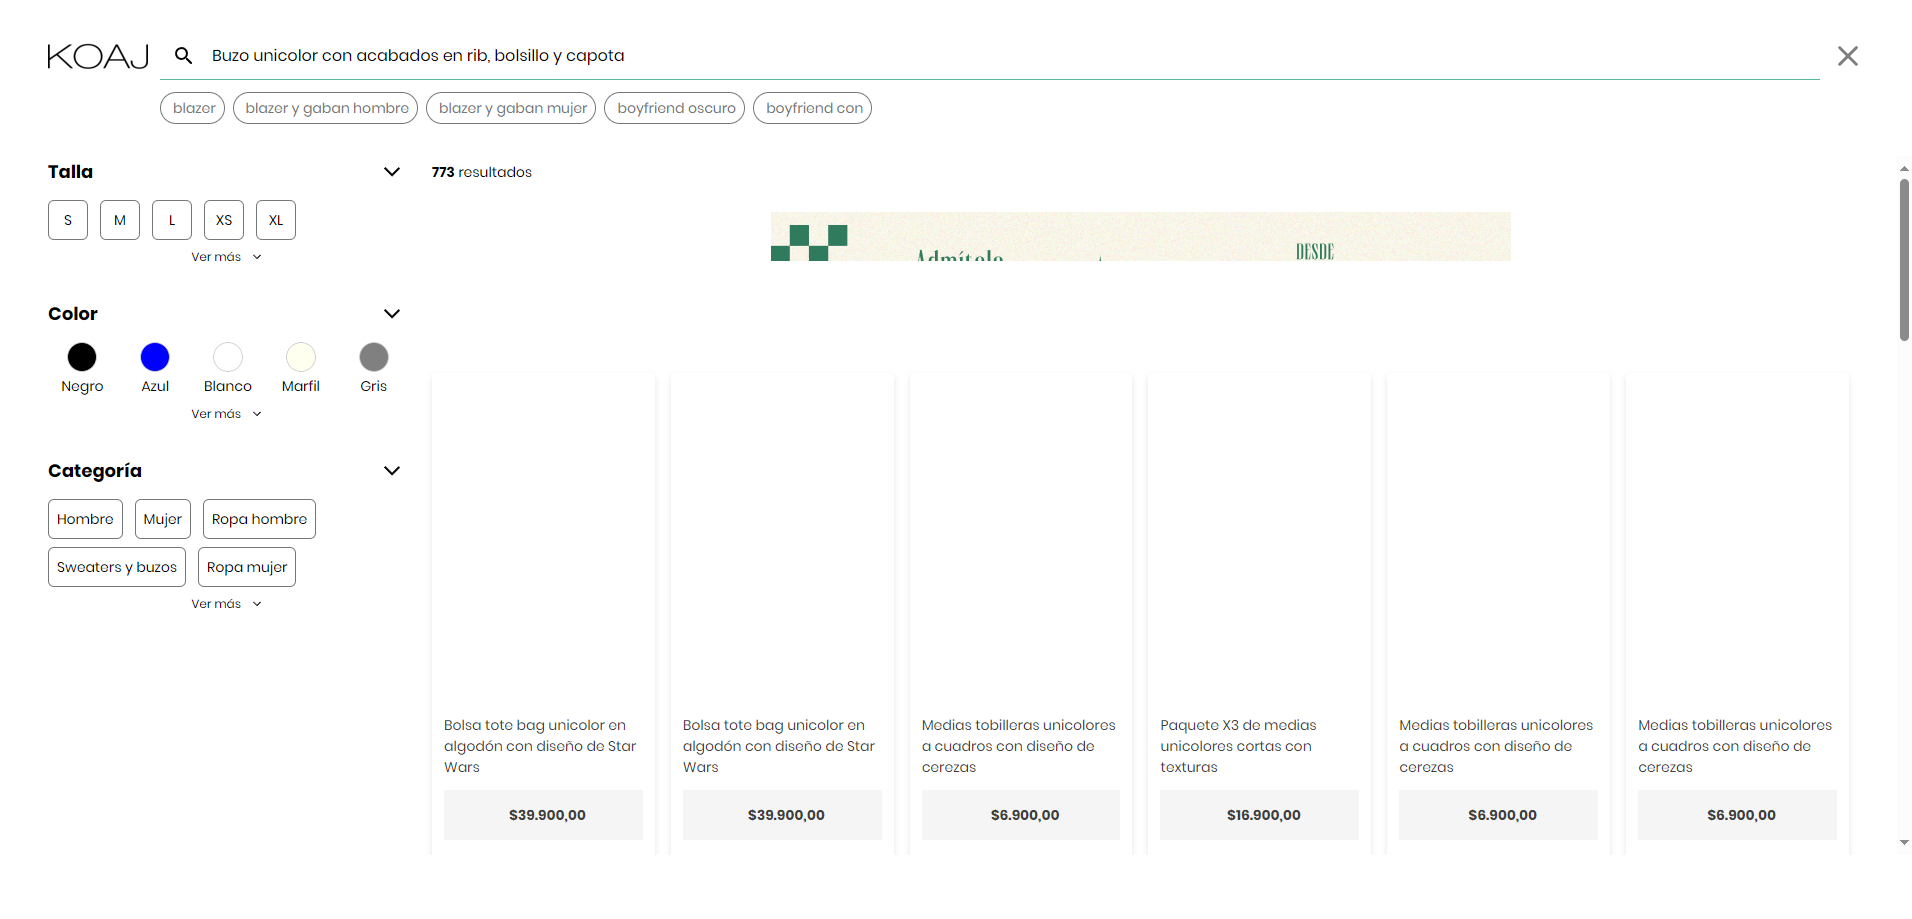 KOAJ
Buzo unicolor con acabados en rib, bolsillo y capota
blazer
blazer y gaban hombre
blazer y gaban mujer
boyfriend oscuro
boyfriend con
Talla
S M L XS XL
Ver más
Color
Negro Azul Blanco Marfil Gris
Ver más
Categoría
Hombre Mujer Ropa hombre
Sweaters y buzos Ropa mujer
Ver más
773 resultados
Admítelo
DESDE
Bolsa tote bag unicolor en
algodón con diseño de Star
Wars
$39.900,00
Bolsa tote bag unicolor en
algodón con diseño de Star
Wars
$39.900,00
Medias tobilleras unicolores
a cuadros con diseño de
cerezas
$6.900,00
Paquete X3 de medias
unicolores cortas con
texturas
$16.900,00
Medias tobilleras unicolores
a cuadros con diseño de
cerezas
$6.900,00
Medias tobilleras unicolores
a cuadros con diseño de
cerezas
$6.900,00